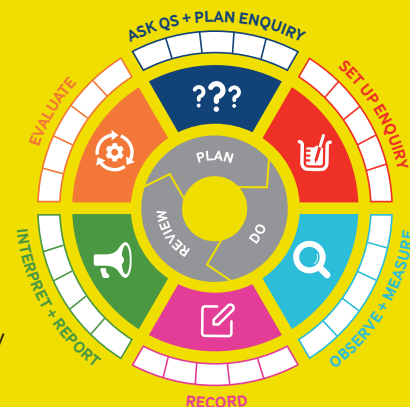 ASK QS + PLAN ENQUIRY
SET UP ENQUIRY
OBSERVE + MEASURE
RECORD
INTERPRET + REPORT
EVALUATE
???
PLAN
DO
REVIEW